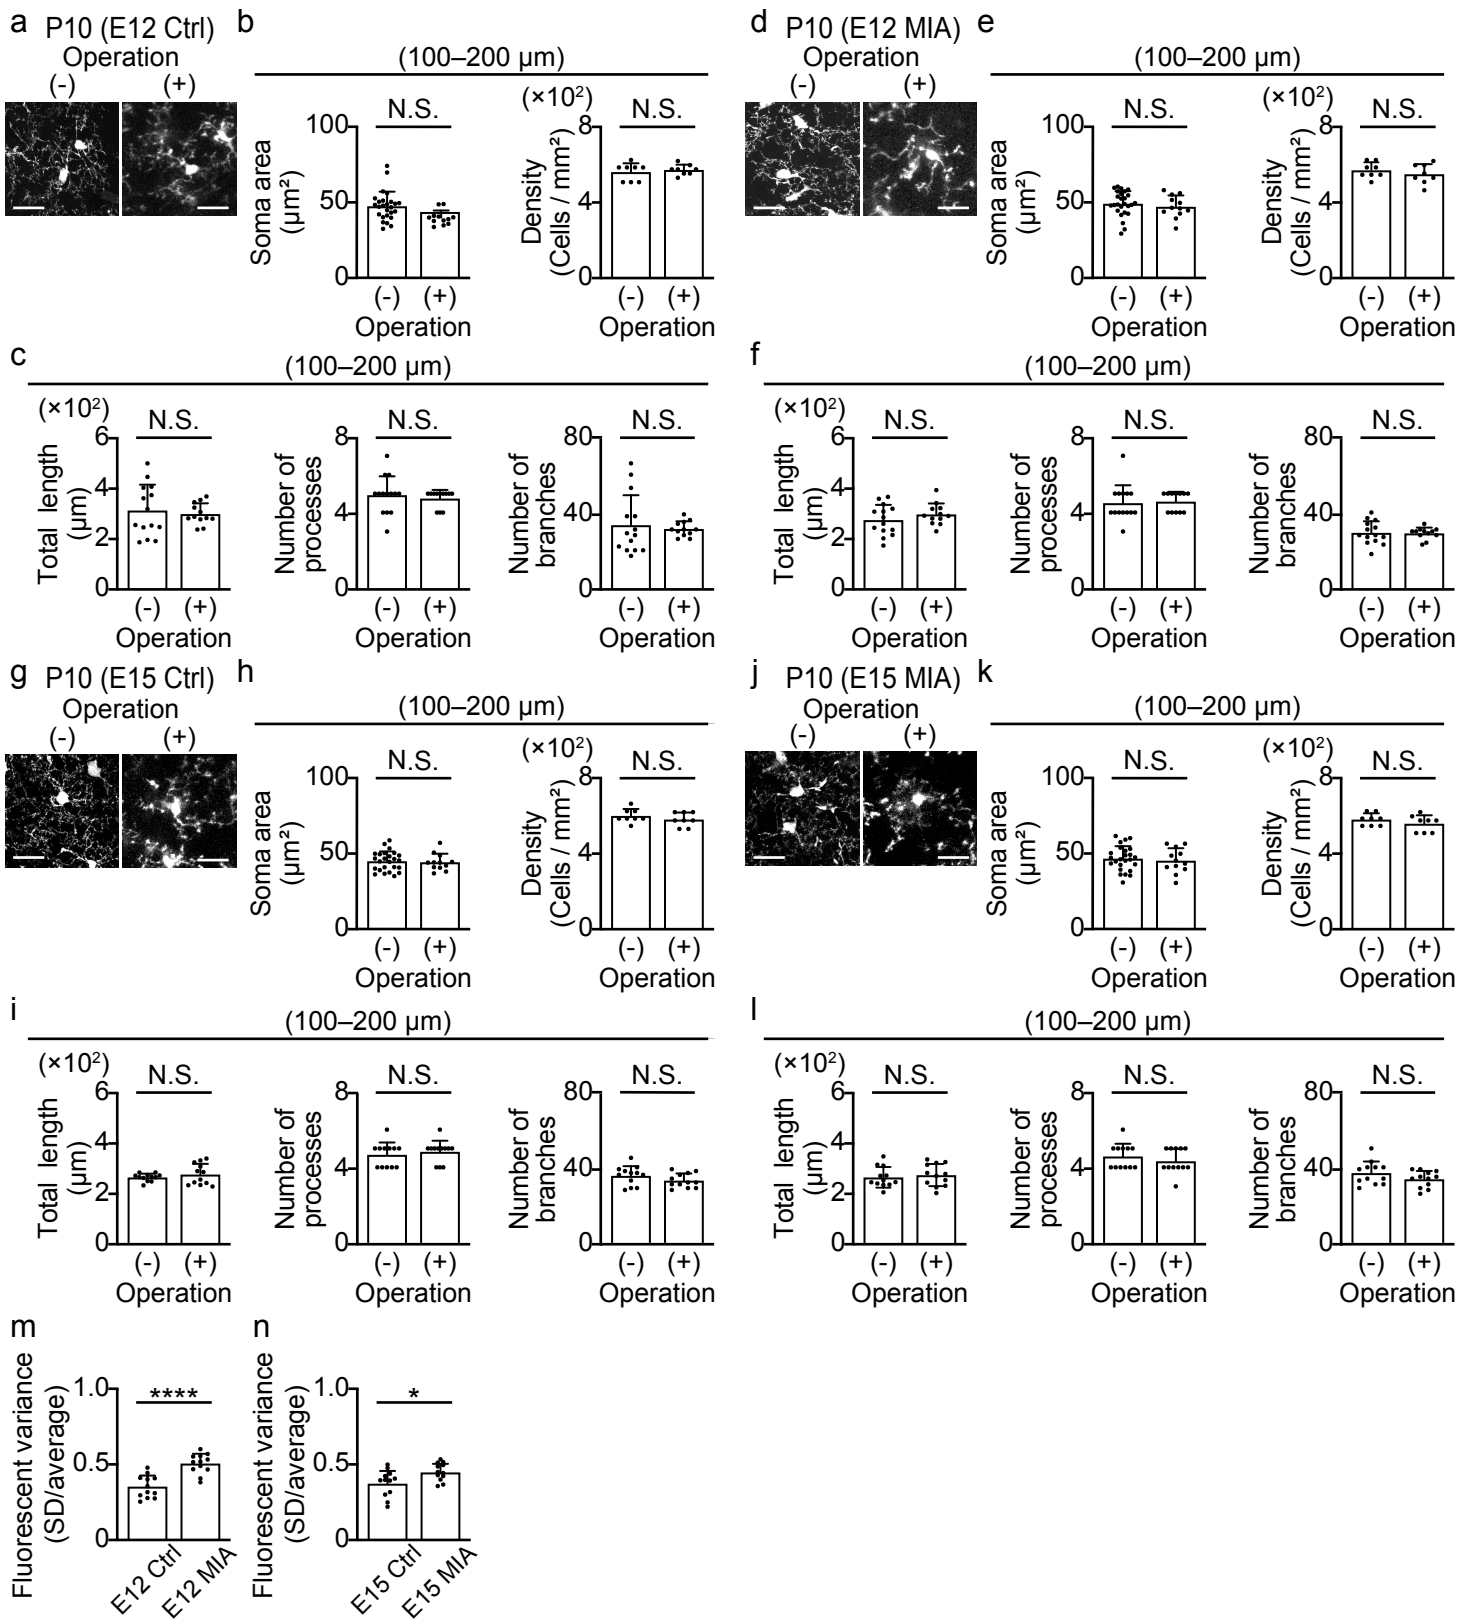 a P10 (E12 Ctrl)
Operation
(-) (+)
b
(100–200 µm)
N.S.
100
50
0
Soma area
(µm²)
(-) (+)
Operation
(×10²)
N.S.
8
4
0
Density
(Cells / mm²)
(-) (+)
Operation
d P10 (E12 MIA)
Operation
(-) (+)
e
(100–200 µm)
N.S.
100
50
0
Soma area
(µm²)
(-) (+)
Operation
(×10²)
N.S.
8
4
0
Density
(Cells / mm²)
(-) (+)
Operation
c
(100–200 µm)
(×10²)
N.S.
6
4
2
0
Total length
(µm)
(-) (+)
Operation
N.S.
8
4
0
Number of
processes
(-) (+)
Operation
N.S.
80
40
0
Number of
branches
(-) (+)
Operation
f
(100–200 µm)
(×10²)
N.S.
6
4
2
0
Total length
(µm)
(-) (+)
Operation
N.S.
8
4
0
Number of
processes
(-) (+)
Operation
N.S.
80
40
0
Number of
branches
(-) (+)
Operation
g P10 (E15 Ctrl)
Operation
(-) (+)
h
(100–200 µm)
N.S.
100
50
0
Soma area
(µm²)
(-) (+)
Operation
(×10²)
N.S.
8
4
0
Density
(Cells / mm²)
(-) (+)
Operation
j P10 (E15 MIA)
Operation
(-) (+)
k
(100–200 µm)
N.S.
100
50
0
Soma area
(µm²)
(-) (+)
Operation
(×10²)
N.S.
8
4
0
Density
(Cells / mm²)
(-) (+)
Operation
i
(100–200 µm)
(×10²)
N.S.
6
4
2
0
Total length
(µm)
(-) (+)
Operation
N.S.
8
4
0
Number of
processes
(-) (+)
Operation
N.S.
80
40
0
Number of
branches
(-) (+)
Operation
l
(100–200 µm)
(×10²)
N.S.
6
4
2
0
Total length
(µm)
(-) (+)
Operation
N.S.
8
4
0
Number of
processes
(-) (+)
Operation
N.S.
80
40
0
Number of
branches
(-) (+)
Operation
m
****
1.0
0.5
0
Fluorescent variance
(SD/average)
E12 Ctrl
E12 MIA
n
*
1.0
0.5
0
Fluorescent variance
(SD/average)
E15 Ctrl
E15 MIA